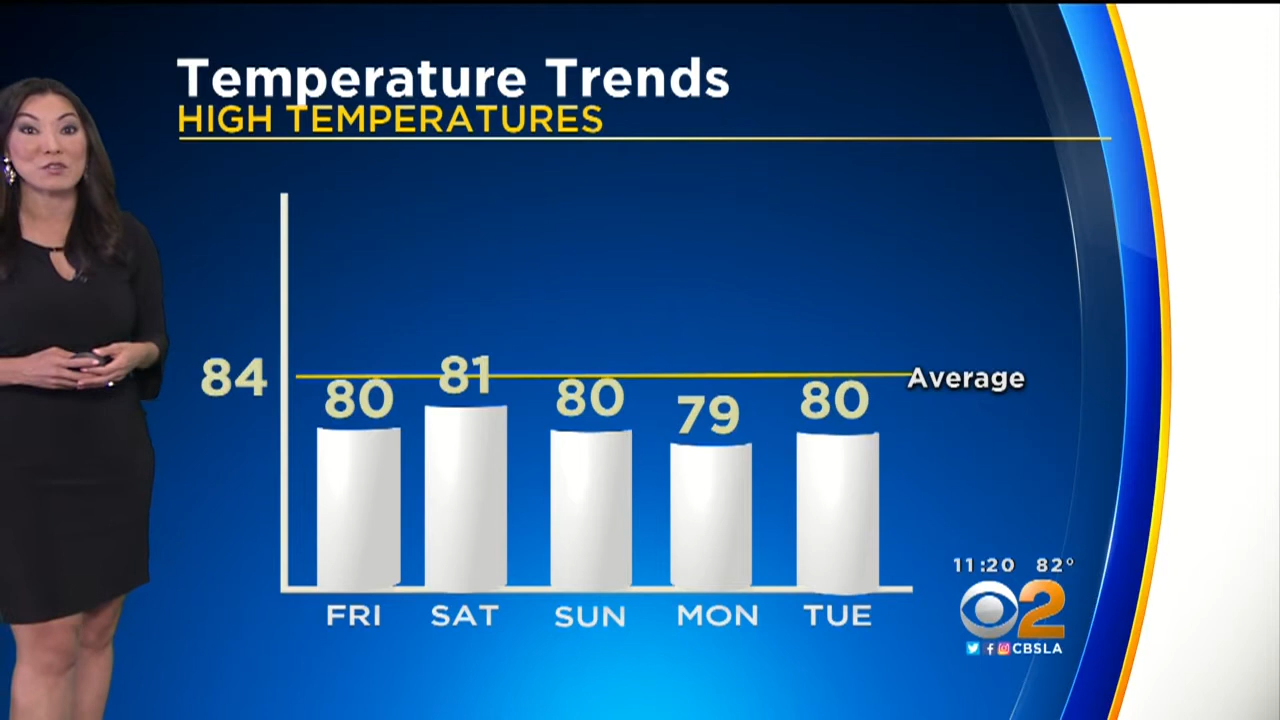 Temperature Trends
HIGH TEMPERATURES
84 80 81 80 79 80 Average
FRI SAT SUN MON TUE
11:20 82°
2
CBSLA